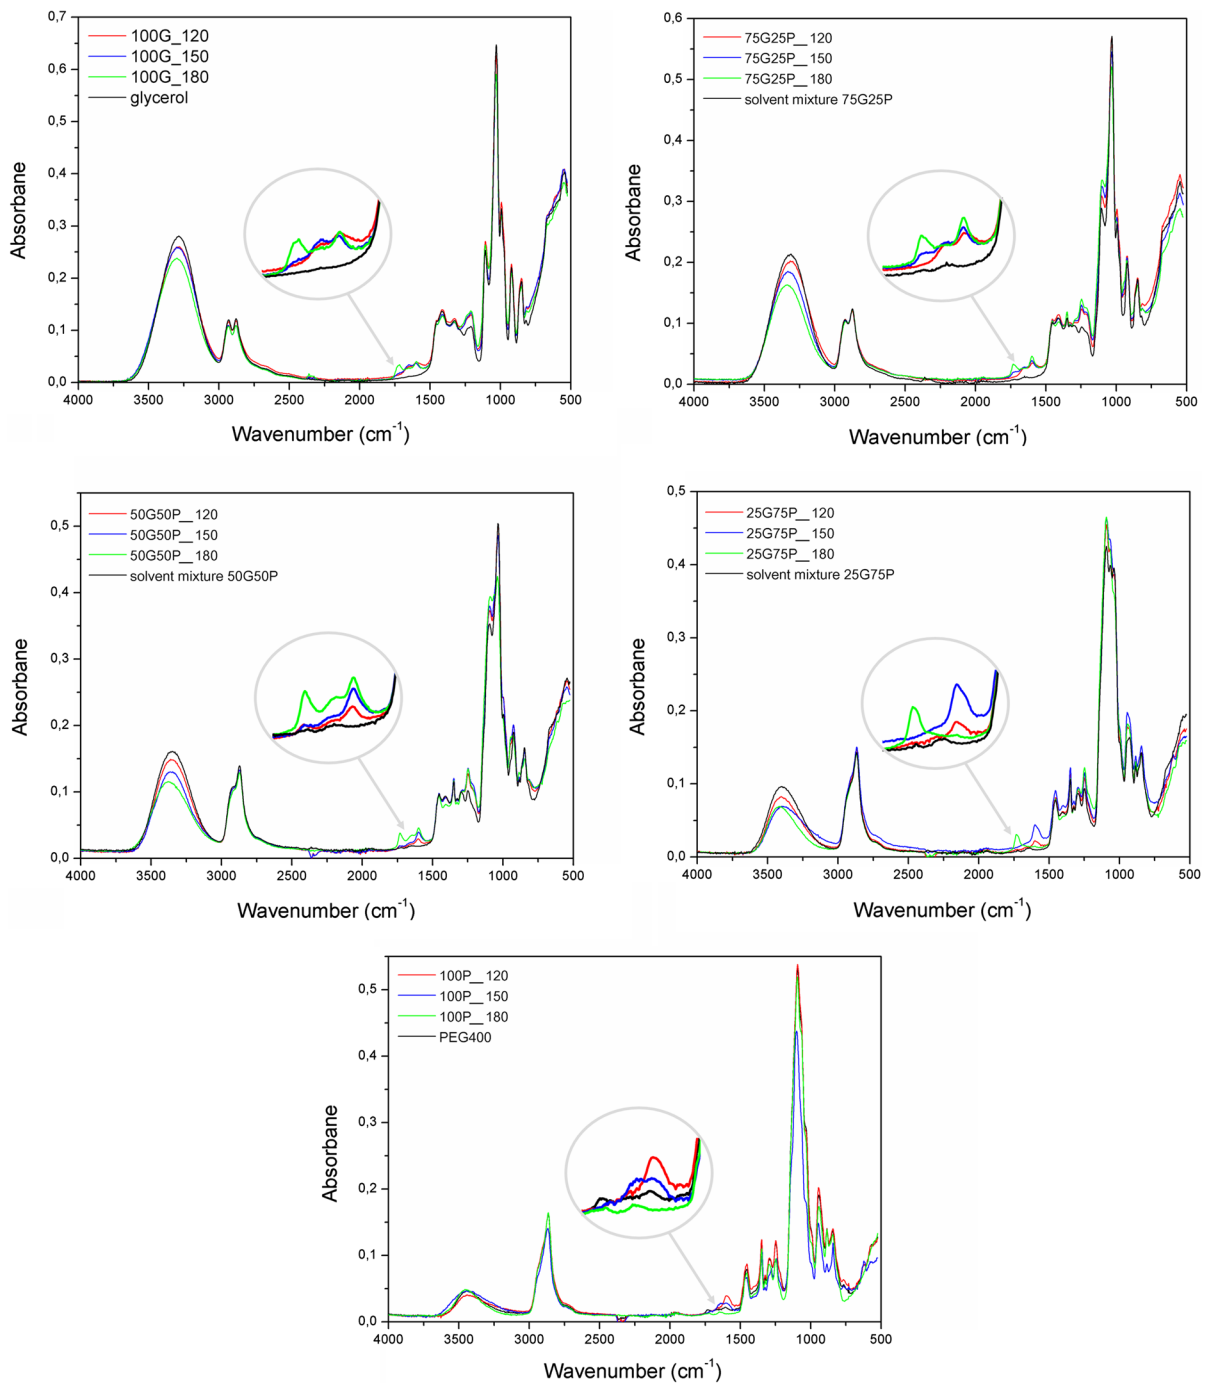 0,7
100G_120
100G_150
100G_180
glycerol
0,6
0,5
0,4
0,3
0,2
0,1
0,0
Absorbane
4000 3500 3000 2500 2000 1500 1000 500
Wavenumber (cm-1)
0,6
75G25P__120
75G25P__150
75G25P__180
solvent mixture 75G25P
0,5
0,4
0,3
0,2
0,1
0,0
Absorbane
4000 3500 3000 2500 2000 1500 1000 500
Wavenumber (cm-1)
50G50P__120
50G50P__150
50G50P__180
solvent mixture 50G50P
0,5
0,4
0,3
0,2
0,1
0,0
Absorbane
4000 3500 3000 2500 2000 1500 1000 500
Wavenumber (cm-1)
0,5
25G75P__120
25G75P__150
25G75P__180
solvent mixture 25G75P
0,4
0,3
0,2
0,1
0,0
Absorbane
4000 3500 3000 2500 2000 1500 1000 500
Wavenumber (cm-1)
100P__120
100P__150
100P__180
PEG400
0,5
0,4
0,3
0,2
0,1
0,0
Absorbane
4000 3500 3000 2500 2000 1500 1000 500
Wavenumber (cm-1)